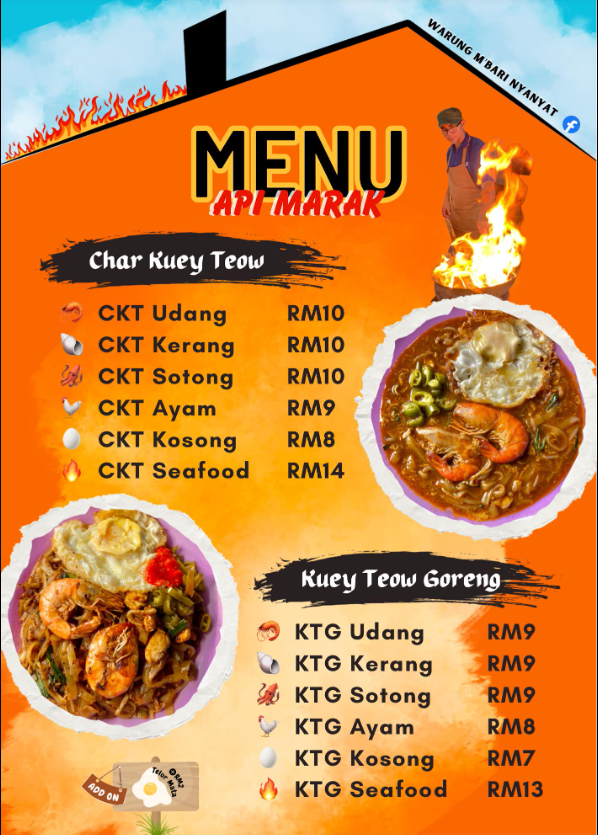 WARUNG M'BARI NYANYAT
MENU
API MARAK
Char Kuey Teow
CKT Udang RM10
CKT Kerang RM10
CKT Sotong RM10
CKT Ayam RM9
CKT Kosong RM8
CKT Seafood RM14
Kuey Teow Goreng
KTG Udang RM9
KTG Kerang RM9
KTG Sotong RM9
KTG Ayam RM8
KTG Kosong RM7
KTG Seafood RM13
ADD ON
Telur Mata
RM2